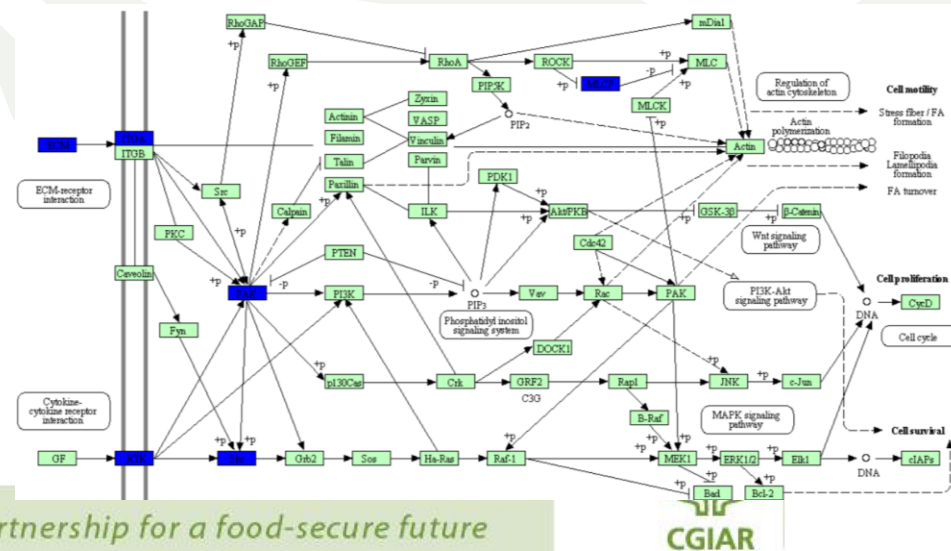 RhoGAP
mDia1
+p
+p
RhoGEF
RhoA
ROCK
+p
MLC
Regulation of
actin cytoskeleton
Cell motility
+p
PIP5K
+p
MLCP
-p
+p
Stress fiber / FA
formation
Zyxin
MLCK
Actinin
VASP
PIP2
Actin
polymerization
ECM
ITGA
Filamin
Vinculin
Actin
ITGB
Talin
Parvin
Filopodia
Lamellipodia
formation
ECM-receptor
interaction
Src
Paxillin
PDK1
+p
FA turnover
+p
+p
Calpain
ILK
+p
Akt/PKB
GSK-3β
β-Catenin
PKC
Cdc42
Wnt signaling
pathway
PTEN
Caveolin
+p
-p
-p
PI3K-Akt
signaling pathway
Cell proliferation
FAK
PI3K
PIP3
Vav
Rac
PAK
DNA
CycD
Fyn
Phosphatidyl inositol
signaling system
Cell cycle
DOCK1
+p
+p
p130Cas
Crk
GRF2
Rap1
JNK
+p
c-Jun
C3G
Cytokine-
cytokine receptor
interaction
B-Raf
MAPK signaling
pathway
+p
+p
+p
+p
+p
Cell survival
GF
RTK
Shc
Grb2
Sos
Ha-Ras
Raf-1
MEK1
+p
ERK1/2
+p
Elk1
DNA
cIAPs
+p
+p
+p
Bad
Bcl-2
rtnership for a food-secure future
CGIAR